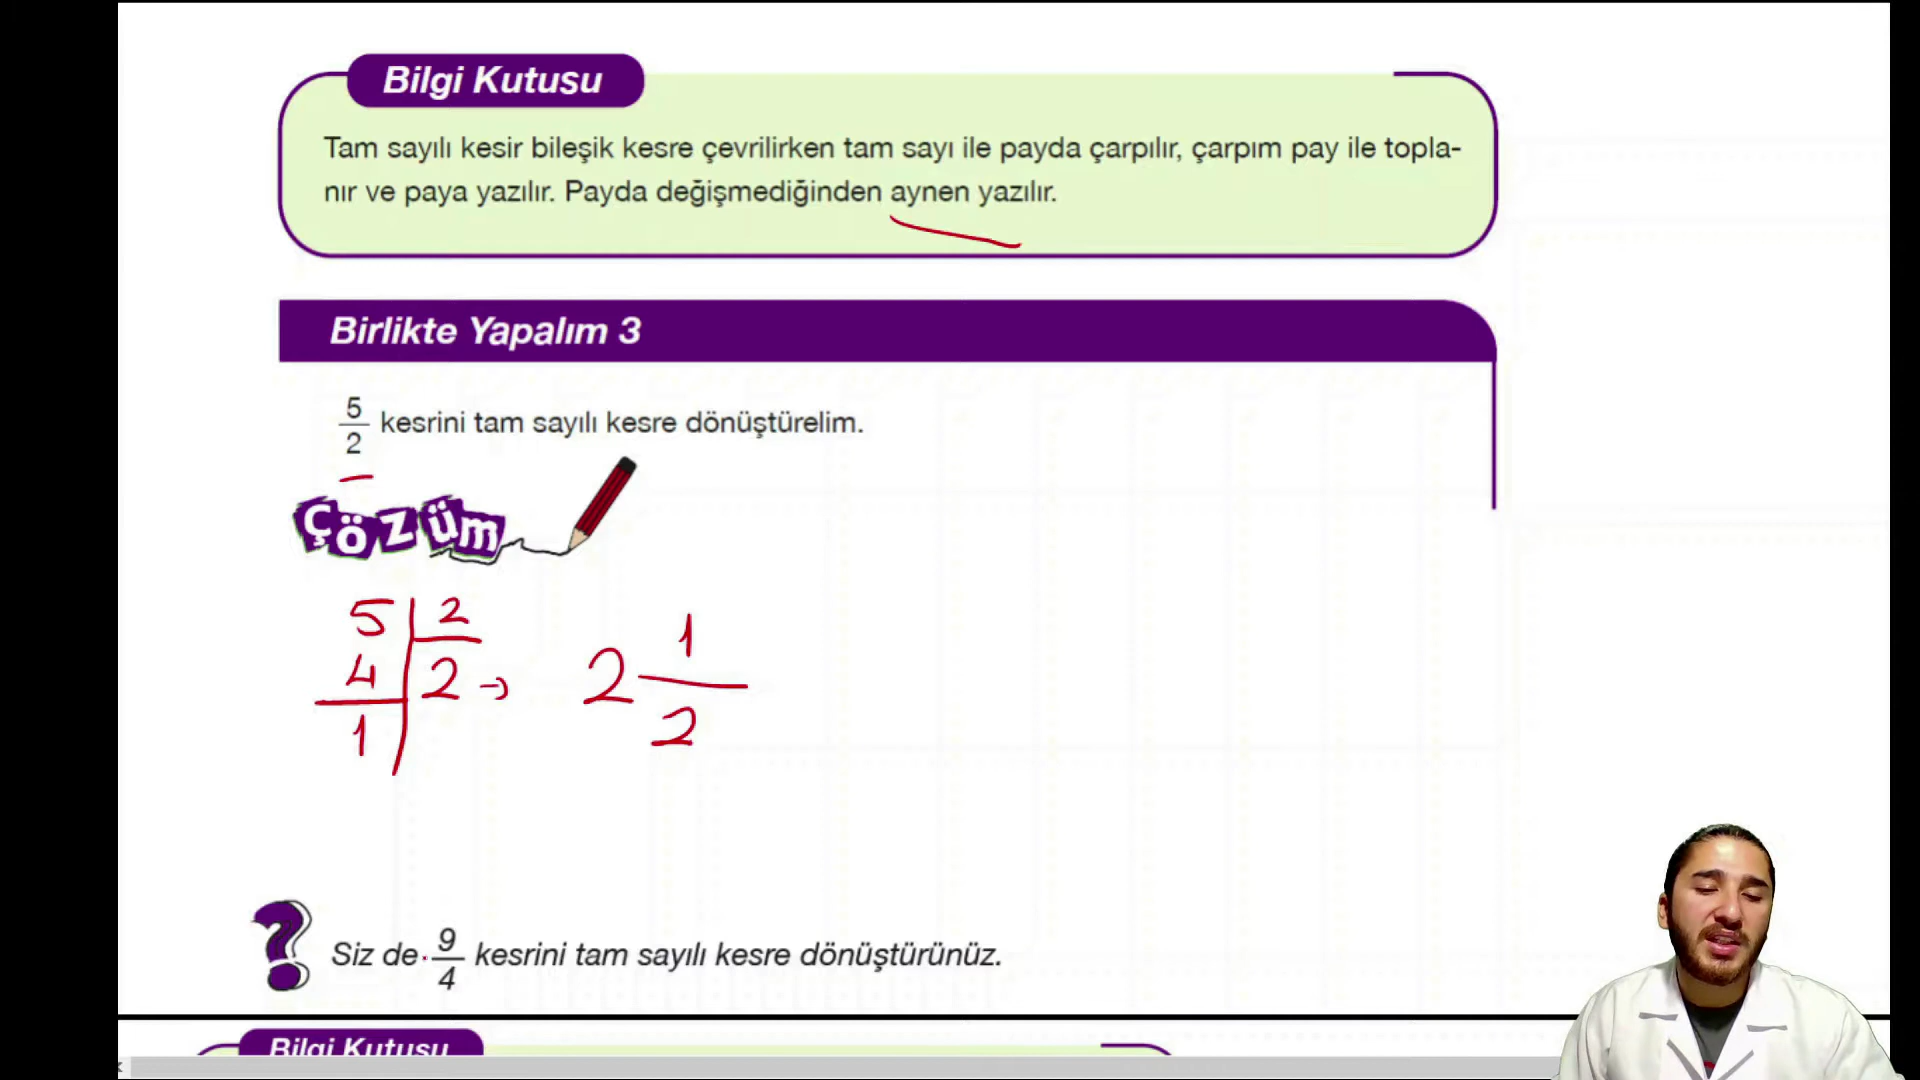 Bilgi Kutusu
Tam sayılı kesir bileşik kesre çevrilirken tam sayı ile payda çarpılır, çarpım pay ile topla-
nır ve paya yazılır. Payda değişmediğinden aynen yazılır.
Birlikte Yapalım 3
5/2 kesrini tam sayılı kesre dönüştürelim.
Çözüm
5 | 2
4 | 2 →
1
2 1/2
Siz de 9/4 kesrini tam sayılı kesre dönüştürünüz.
Bilgi Kutusu